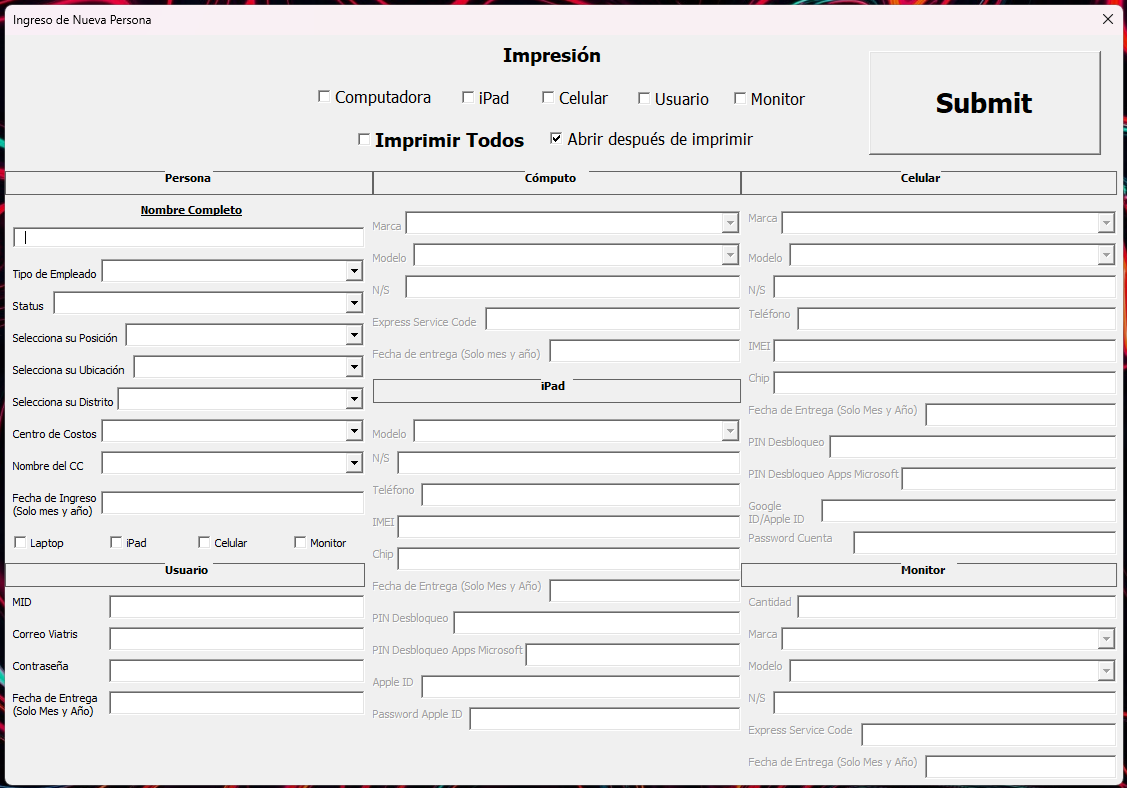 Ingreso de Nueva Persona
Impresión
Computadora
iPad
Celular
Usuario
Monitor
Imprimir Todos
Abrir después de imprimir
Submit
Persona
Nombre Completo
Tipo de Empleado
Status
Selecciona su Posición
Selecciona su Ubicación
Selecciona su Distrito
Centro de Costos
Nombre del CC
Fecha de Ingreso
(Solo mes y año)
Laptop
iPad
Celular
Monitor
Usuario
MID
Correo Viatris
Contraseña
Fecha de Entrega
(Solo Mes y Año)
Cómputo
Marca
Modelo
N/S
Express Service Code
Fecha de entrega (Solo mes y año)
iPad
Modelo
N/S
Teléfono
IMEI
Chip
Fecha de Entrega (Solo Mes y Año)
PIN Desbloqueo
PIN Desbloqueo Apps Microsoft
Apple ID
Password Apple ID
Celular
Marca
Modelo
N/S
Teléfono
IMEI
Chip
Fecha de Entrega (Solo Mes y Año)
PIN Desbloqueo
PIN Desbloqueo Apps Microsoft
Google
ID/Apple ID
Password Cuenta
Monitor
Cantidad
Marca
Modelo
N/S
Express Service Code
Fecha de Entrega (Solo Mes y Año)